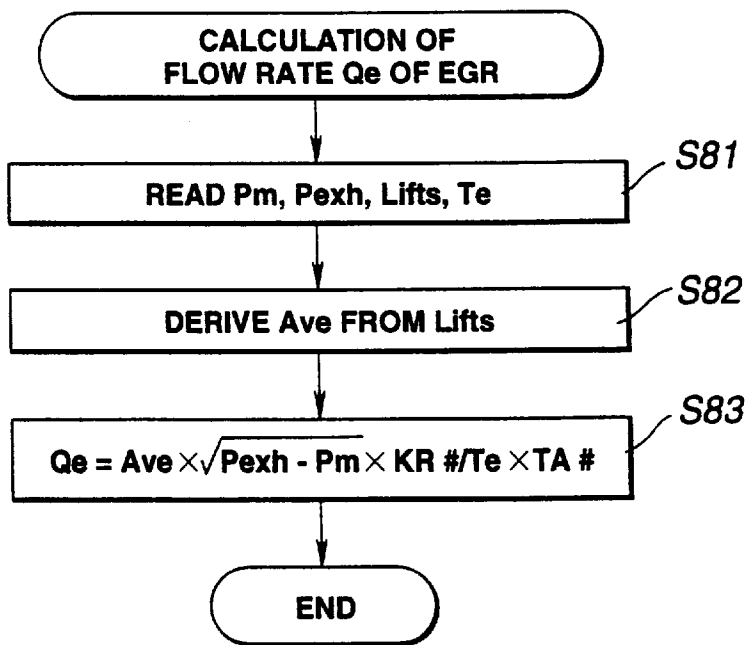 CALCULATION OF
FLOW RATE Qe OF EGR
S81
READ Pm, Pexh, Lifts, Te
S82
DERIVE Ave FROM Lifts
S83
Qe = Ave × √Pexh - Pm × KR #/Te × TA #
END